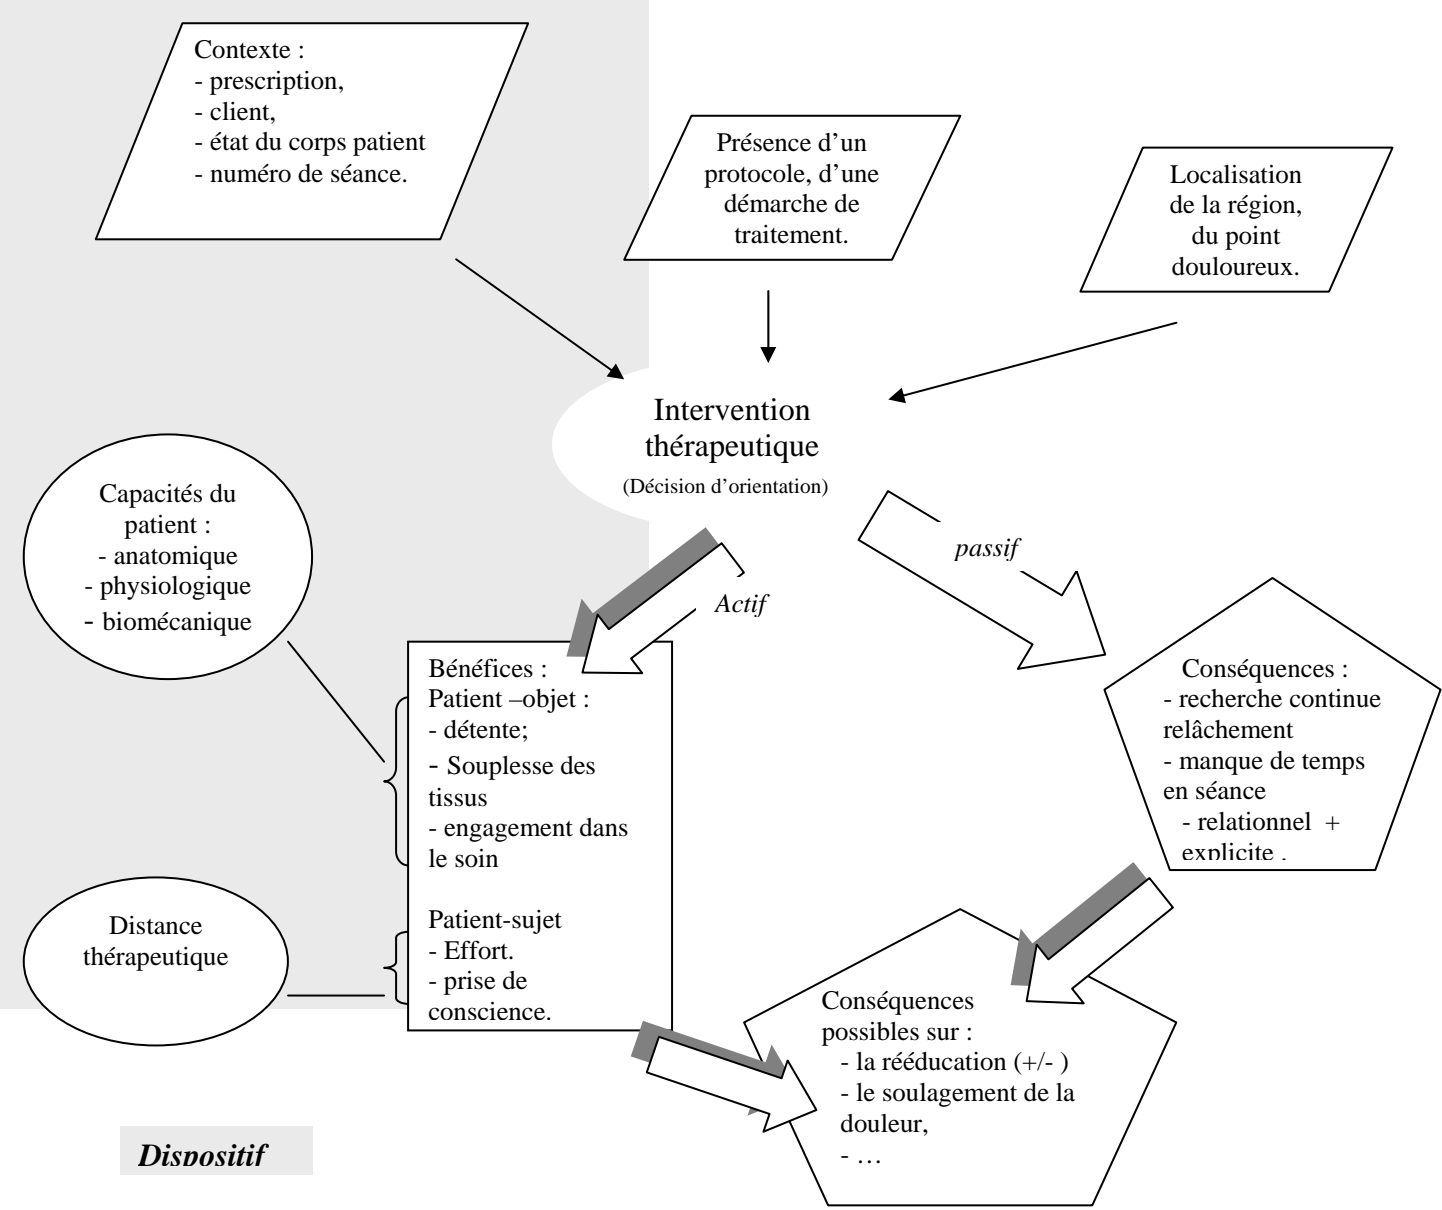 Contexte :
- prescription,
- client,
- état du corps patient
- numéro de séance.
Présence d’un
protocole, d’une
démarche de
traitement.
Localisation
de la région,
du point
douloureux.
Intervention
thérapeutique
(Décision d’orientation)
Capacités du
patient :
- anatomique
- physiologique
- biomécanique
passif
Actif
Bénéfices :
Patient –objet :
- détente;
- Souplesse des
tissus
- engagement dans
le soin
Patient-sujet
- Effort.
- prise de
conscience.
Conséquences :
- recherche continue
relâchement
- manque de temps
en séance
- relationnel +
explicite .
Distance
thérapeutique
Conséquences
possibles sur :
- la rééducation (+/- )
- le soulagement de la
douleur,
- …
Dispositif